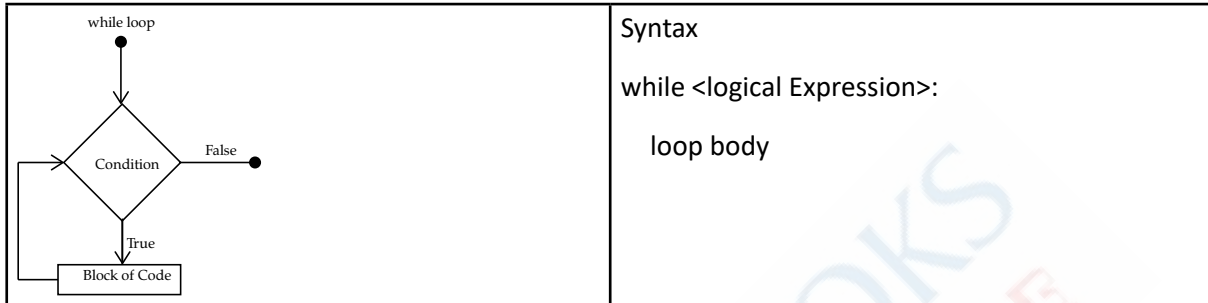 while loop
Condition
False
True
Block of Code
Syntax
while <logical Expression>:
loop body